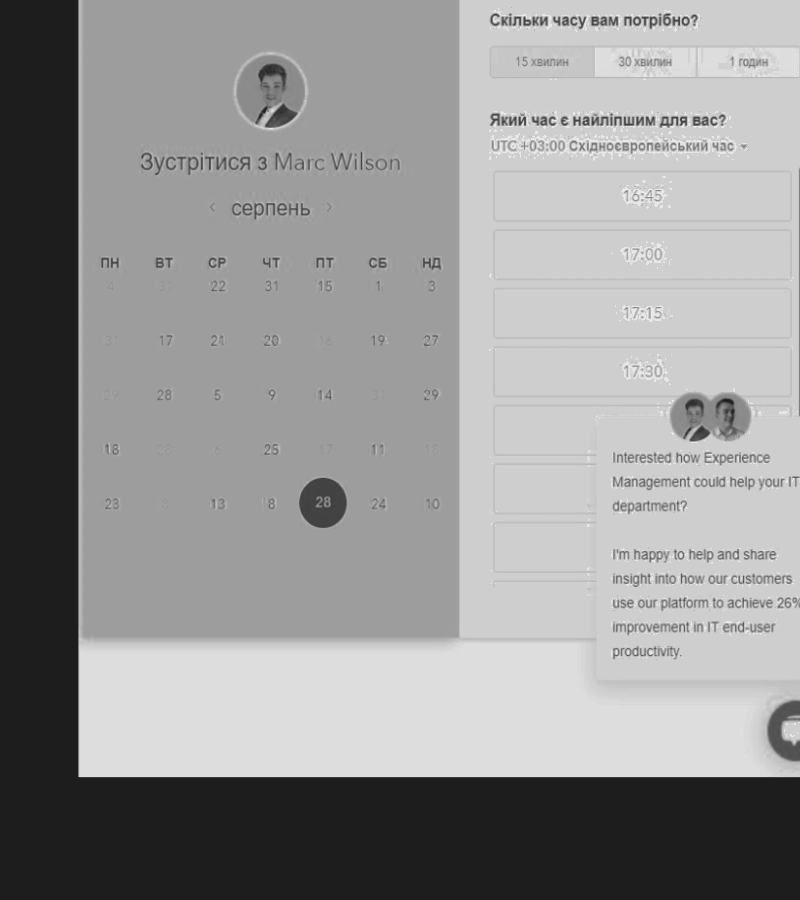 Зустрітися з Marc Wilson
серпень
ПН ВТ СР ЧТ ПТ СБ НД
4 31 22 31 15 1 3
31 17 21 20 16 19 27
29 28 5 9 14 31 29
18 6 25 17 11
23 13 8 28 24 10
Скільки часу вам потрібно?
15 хвилин 30 хвилин 1 годин
Який час є найліпшим для вас?
UTC +03:00 Східноєвропейський час
16:45
17:00
17:15
17:30
Interested how Experience
Management could help your IT
department?
I'm happy to help and share
insight into how our customers
use our platform to achieve 26%
improvement in IT end-user
productivity.